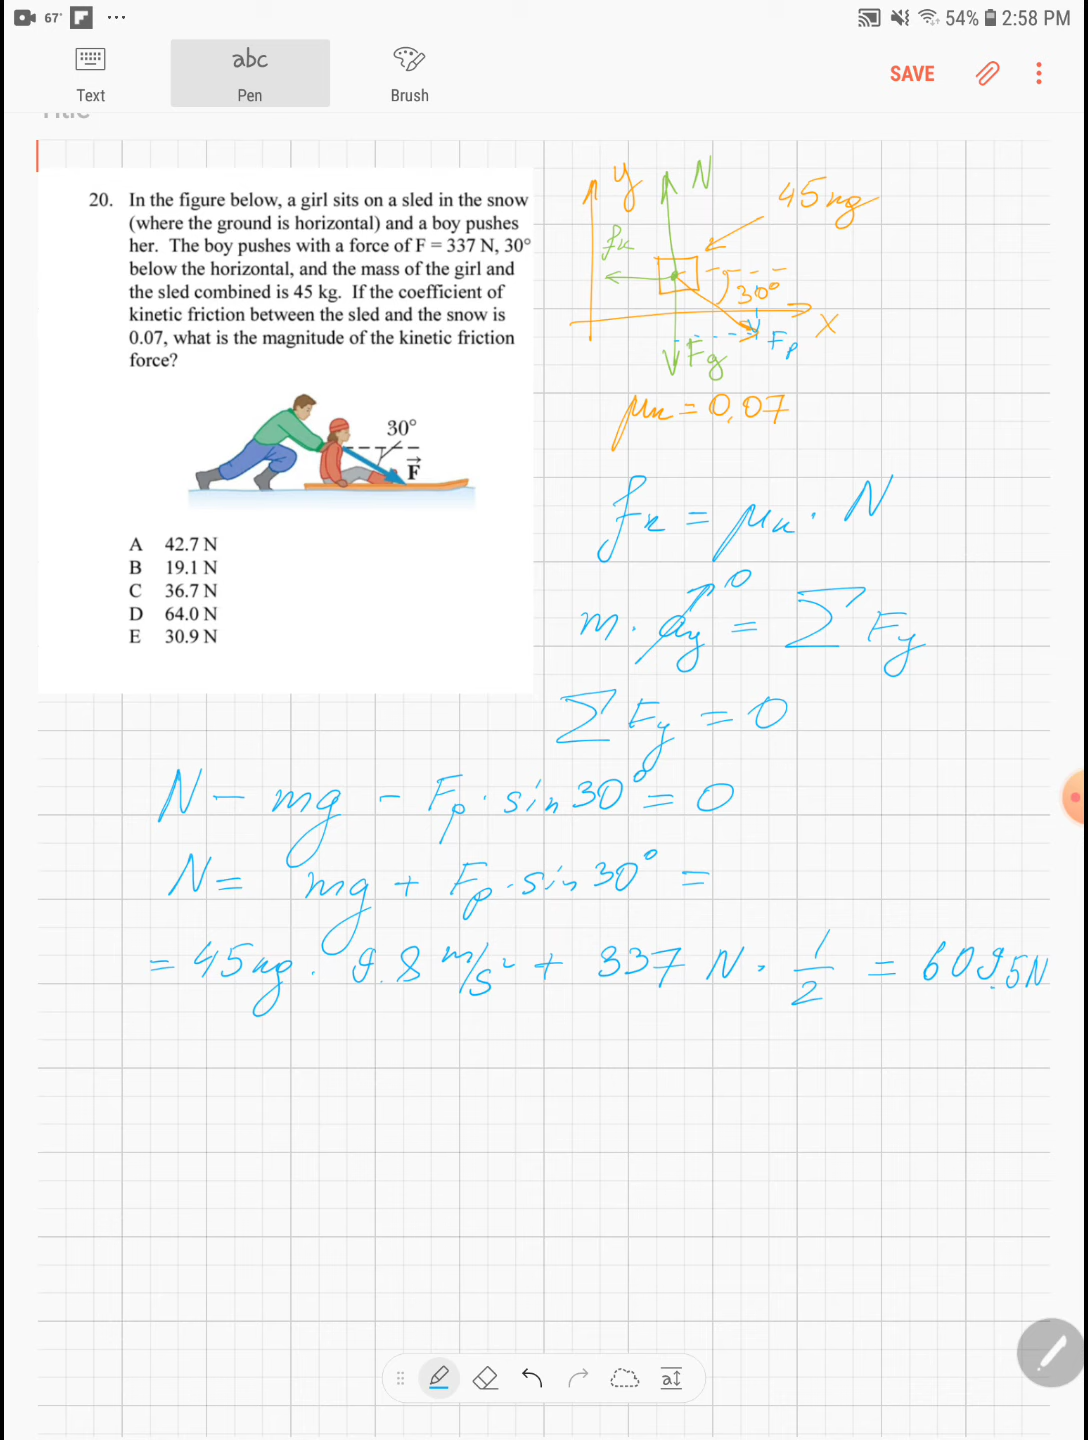 67°
54% 2:58 PM
Text
abc
Pen
Brush
SAVE
20. In the figure below, a girl sits on a sled in the snow
(where the ground is horizontal) and a boy pushes
her. The boy pushes with a force of F = 337 N, 30°
below the horizontal, and the mass of the girl and
the sled combined is 45 kg. If the coefficient of
kinetic friction between the sled and the snow is
0.07, what is the magnitude of the kinetic friction
force?
30°
F
A 42.7 N
B 19.1 N
C 36.7 N
D 64.0 N
E 30.9 N
y N 45 kg
fk
30°
x
Fp
Fg
μk = 0,07
fk = μk · N
m · ay = Σ Fy
0
Σ Fy = 0
N - mg - Fp · sin 30° = 0
N = mg + Fp · sin 30° =
= 45 kg · 9.8 m/s² + 337 N · 1/2 = 609.5 N
a